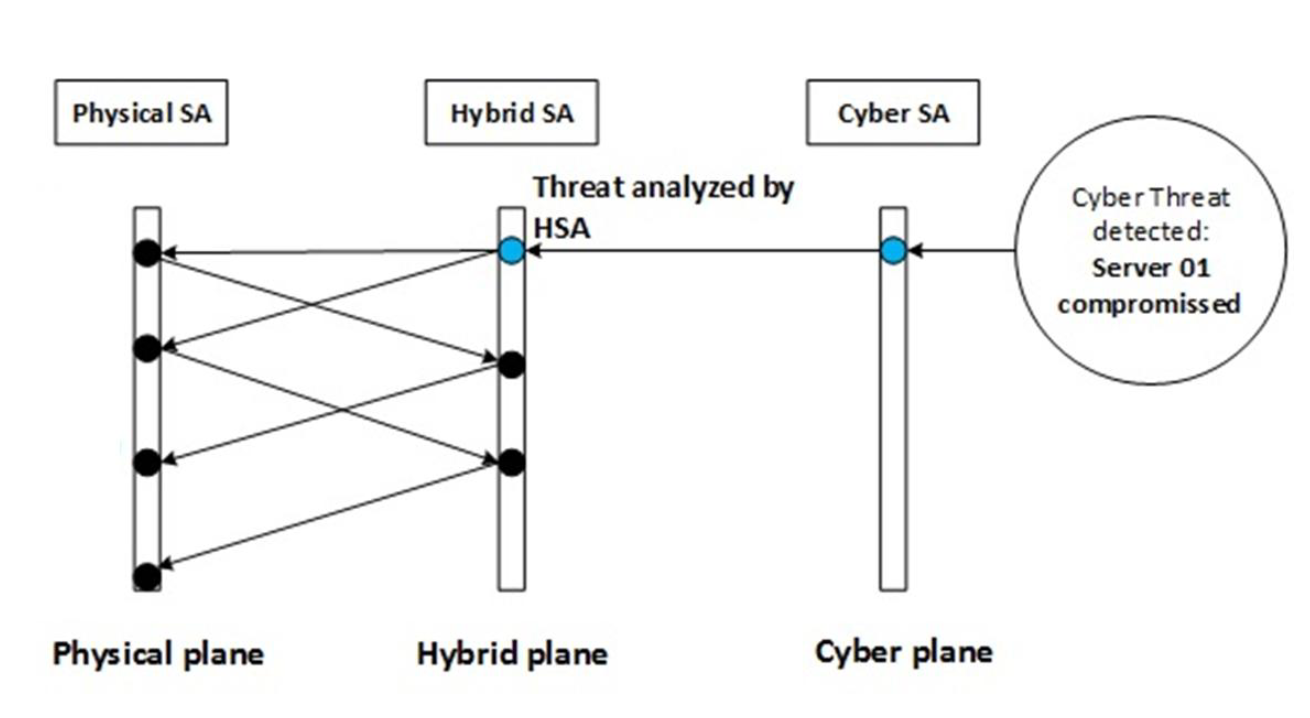 Physical SA
Hybrid SA
Cyber SA
Threat analyzed by
HSA
Cyber Threat
detected:
Server 01
compromissed
Physical plane
Hybrid plane
Cyber plane